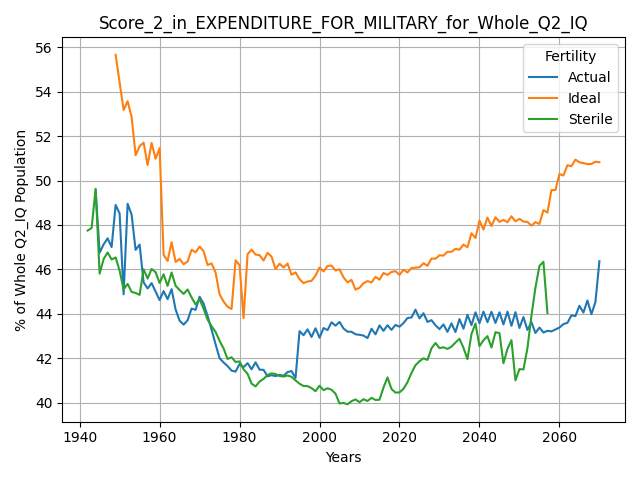 Score_2_in_EXPENDITURE_FOR_MILITARY_for_Whole_Q2_IQ
Fertility
Actual
Ideal
Sterile
% of Whole Q2_IQ Population
56
54
52
50
48
46
44
42
40
1940 1960 1980 2000 2020 2040 2060
Years